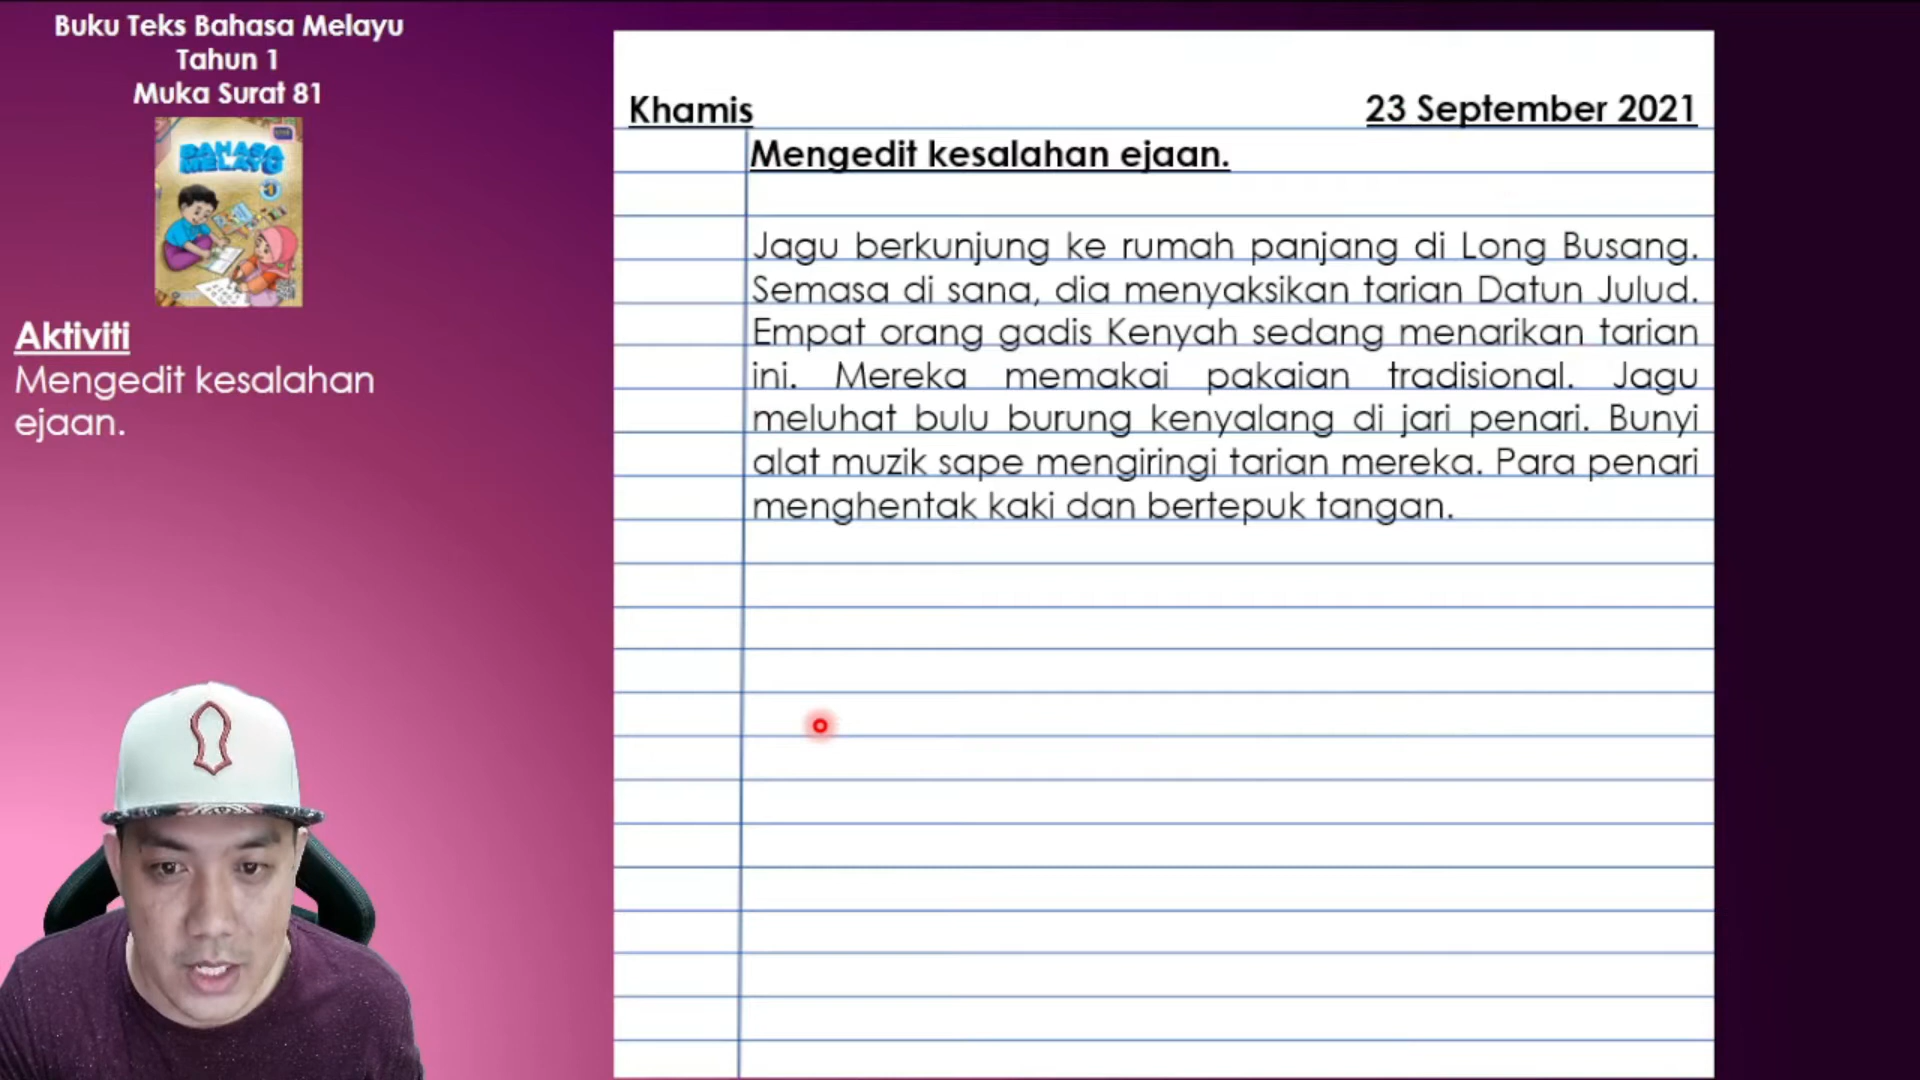 Buku Teks Bahasa Melayu
Tahun 1
Muka Surat 81
BAHASA
MELAYU
1
Aktiviti
Mengedit kesalahan
ejaan.
Khamis 23 September 2021
Mengedit kesalahan ejaan.
Jagu berkunjung ke rumah panjang di Long Busang.
Semasa di sana, dia menyaksikan tarian Datun Julud.
Empat orang gadis Kenyah sedang menarikan tarian
ini. Mereka memakai pakaian tradisional. Jagu
meluhat bulu burung kenyalang di jari penari. Bunyi
alat muzik sape mengiringi tarian mereka. Para penari
menghentak kaki dan bertepuk tangan.